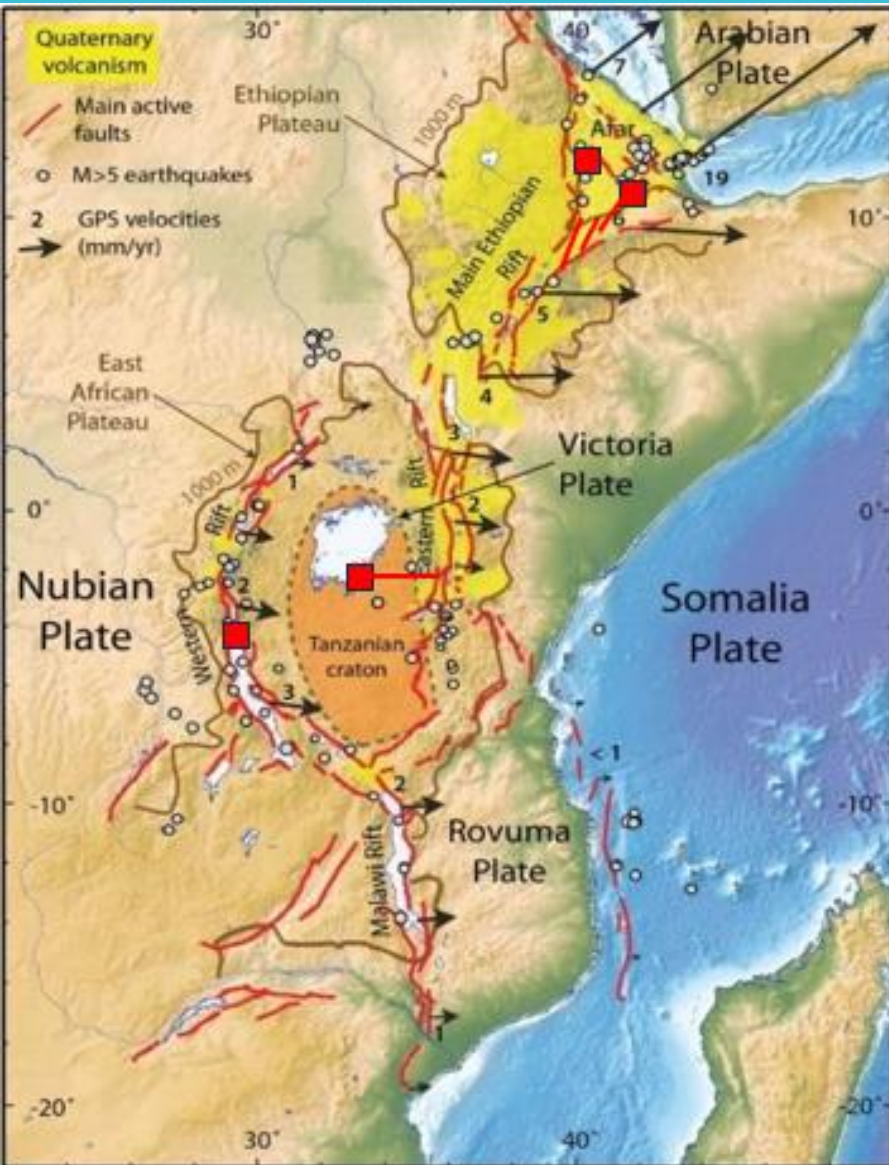 30°
40
Quaternary
volcanism
Main active
faults
M>5 earthquakes
2
GPS velocities
(mm/yr)
Ethiopian
Plateau
1000 m
Arabian
Plate
7
Afar
19
10°
Main Ethiopian
Rift
5
4
East
African
Plateau
1000 m
3
Victoria
Plate
1
Rift
Rift
Eastern
2
0°
0°
Nubian
Plate
2
Western
Tanzanian
craton
Somalia
Plate
3
< 1
-10°
-10°
2
Rovuma
Plate
Malawi Rift
1
-20°
-20°
30°
40°